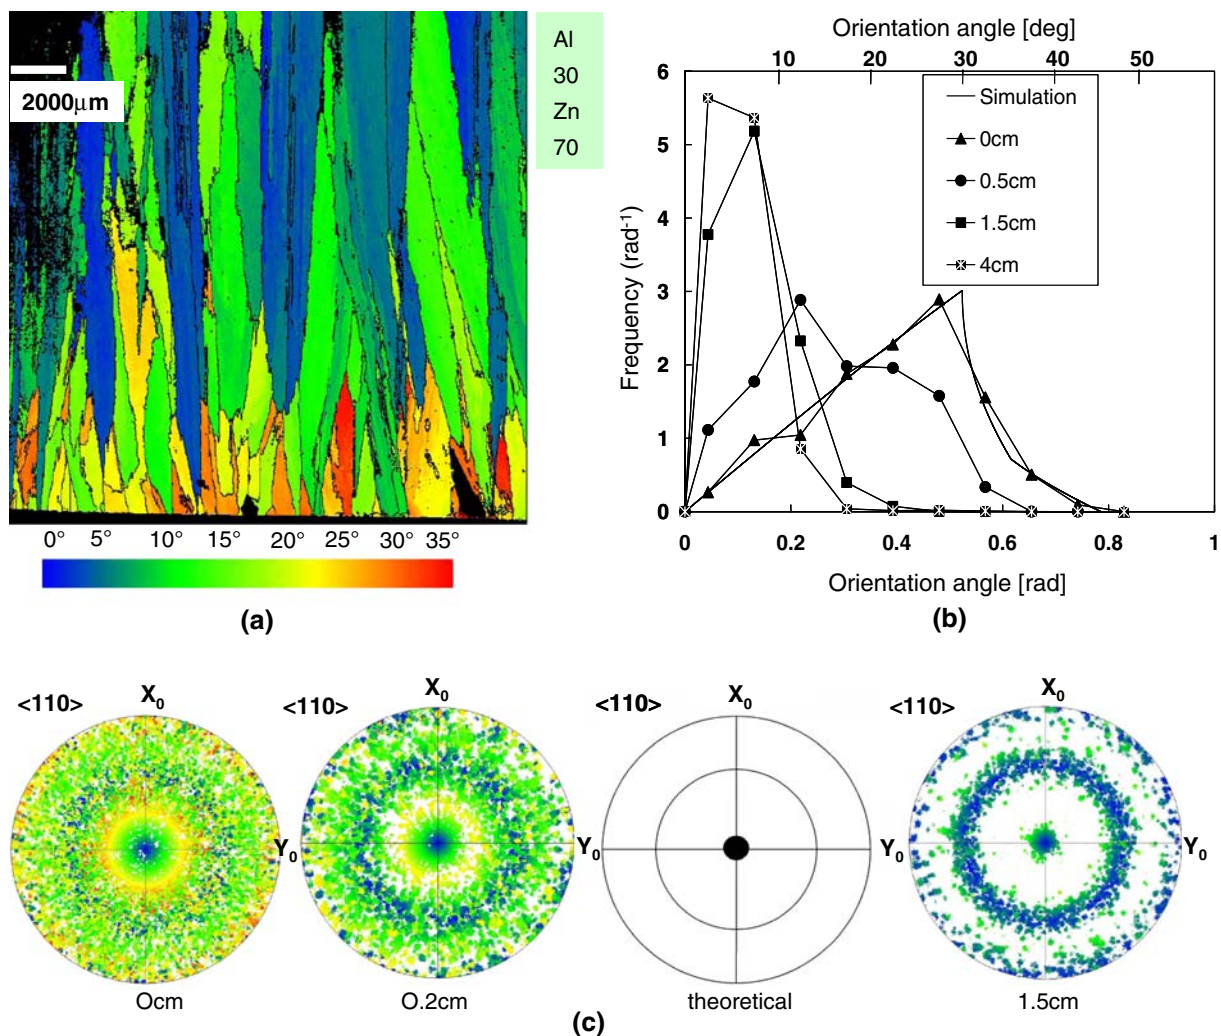 2000μm
Al
30
Zn
70
0° 5° 10° 15° 20° 25° 30° 35°
(a)
Orientation angle [deg]
0 10 20 30 40 50
6
5
4
3
2
1
0
Frequency (rad⁻¹)
Simulation
0cm
0.5cm
1.5cm
4cm
0 0.2 0.4 0.6 0.8 1
Orientation angle [rad]
(b)
<110> X₀ <110> X₀ <110> X₀ <110> X₀
Y₀ Y₀ Y₀ Y₀
Ocm O.2cm theoretical 1.5cm
(c)